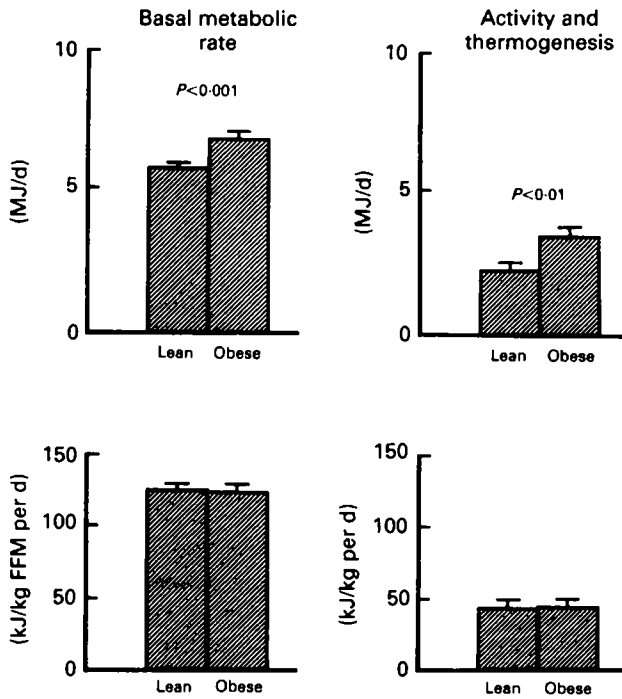 Basal metabolic
rate
10
P<0·001
5
(MJ/d)
0
Lean Obese
Activity and
thermogenesis
10
P<0·01
5
(MJ/d)
0
Lean Obese
150
100
50
0
(kJ/kg FFM per d)
Lean Obese
150
100
50
0
(kJ/kg per d)
Lean Obese